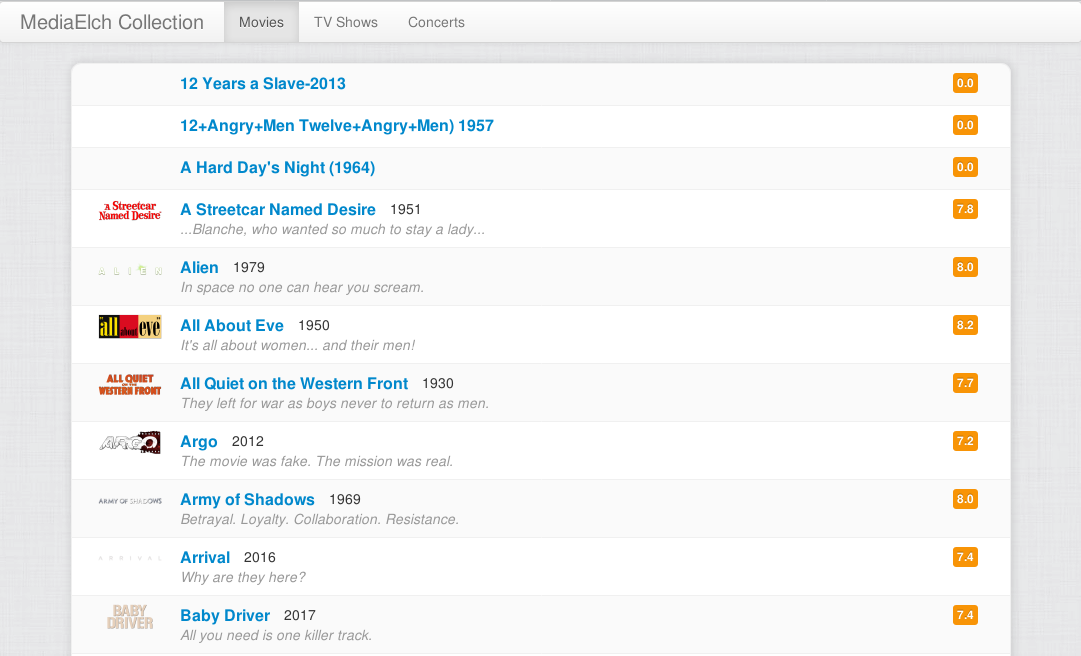 MediaElch Collection Movies TV Shows Concerts
12 Years a Slave-2013 0.0
12+Angry+Men Twelve+Angry+Men) 1957 0.0
A Hard Day's Night (1964) 0.0
a Streetcar
Named Desire
A Streetcar Named Desire 1951 7.8
...Blanche, who wanted so much to stay a lady...
ALIEN
Alien 1979 8.0
In space no one can hear you scream.
"all about eve"
All About Eve 1950 8.2
It's all about women... and their men!
ALL QUIET
ON THE
WESTERN FRONT
All Quiet on the Western Front 1930 7.7
They left for war as boys never to return as men.
ARGO
Argo 2012 7.2
The movie was fake. The mission was real.
ARMY OF SHADOWS
Army of Shadows 1969 8.0
Betrayal. Loyalty. Collaboration. Resistance.
ARRIVAL
Arrival 2016 7.4
Why are they here?
BABY
DRIVER
Baby Driver 2017 7.4
All you need is one killer track.